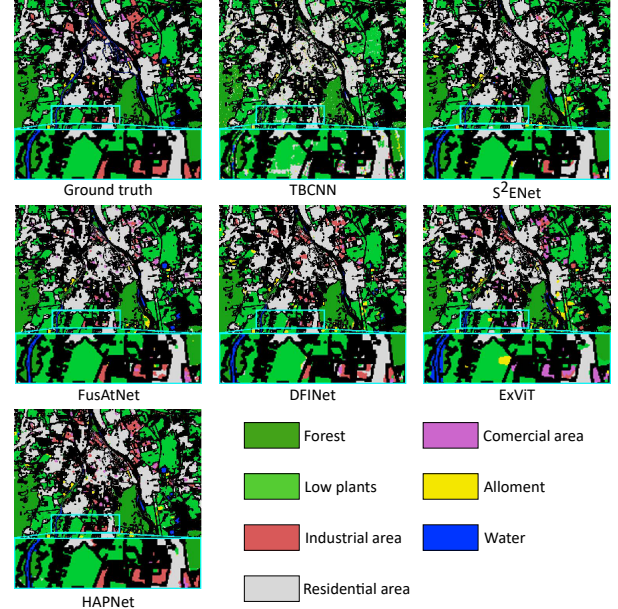 Ground truth
TBCNN
S²ENet
FusAtNet
DFINet
ExViT
HAPNet
Forest
Comercial area
Low plants
Alloment
Industrial area
Water
Residential area